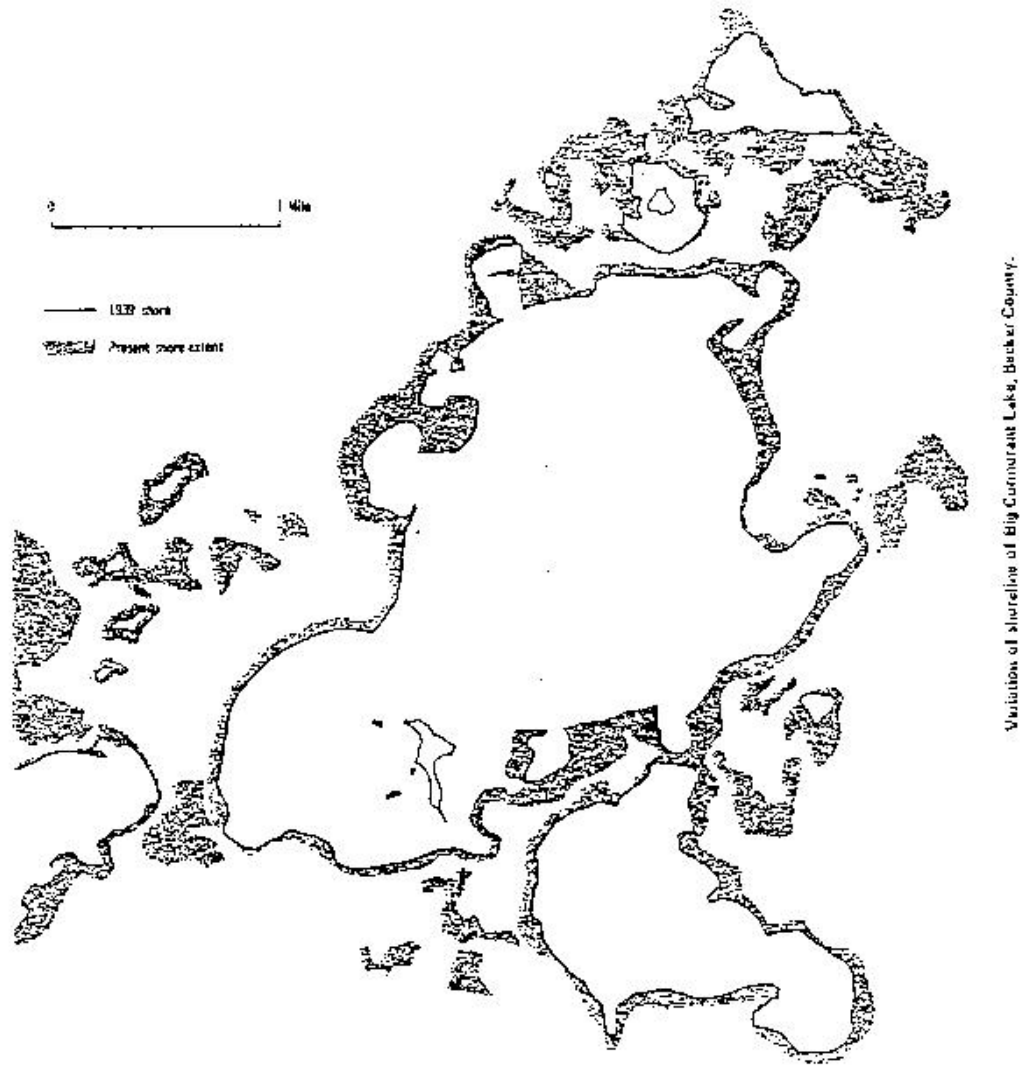 0 1 Mile
1939 shore
Present shore extent
Variation of shoreline of Big Cormorant Lake, Becker County.